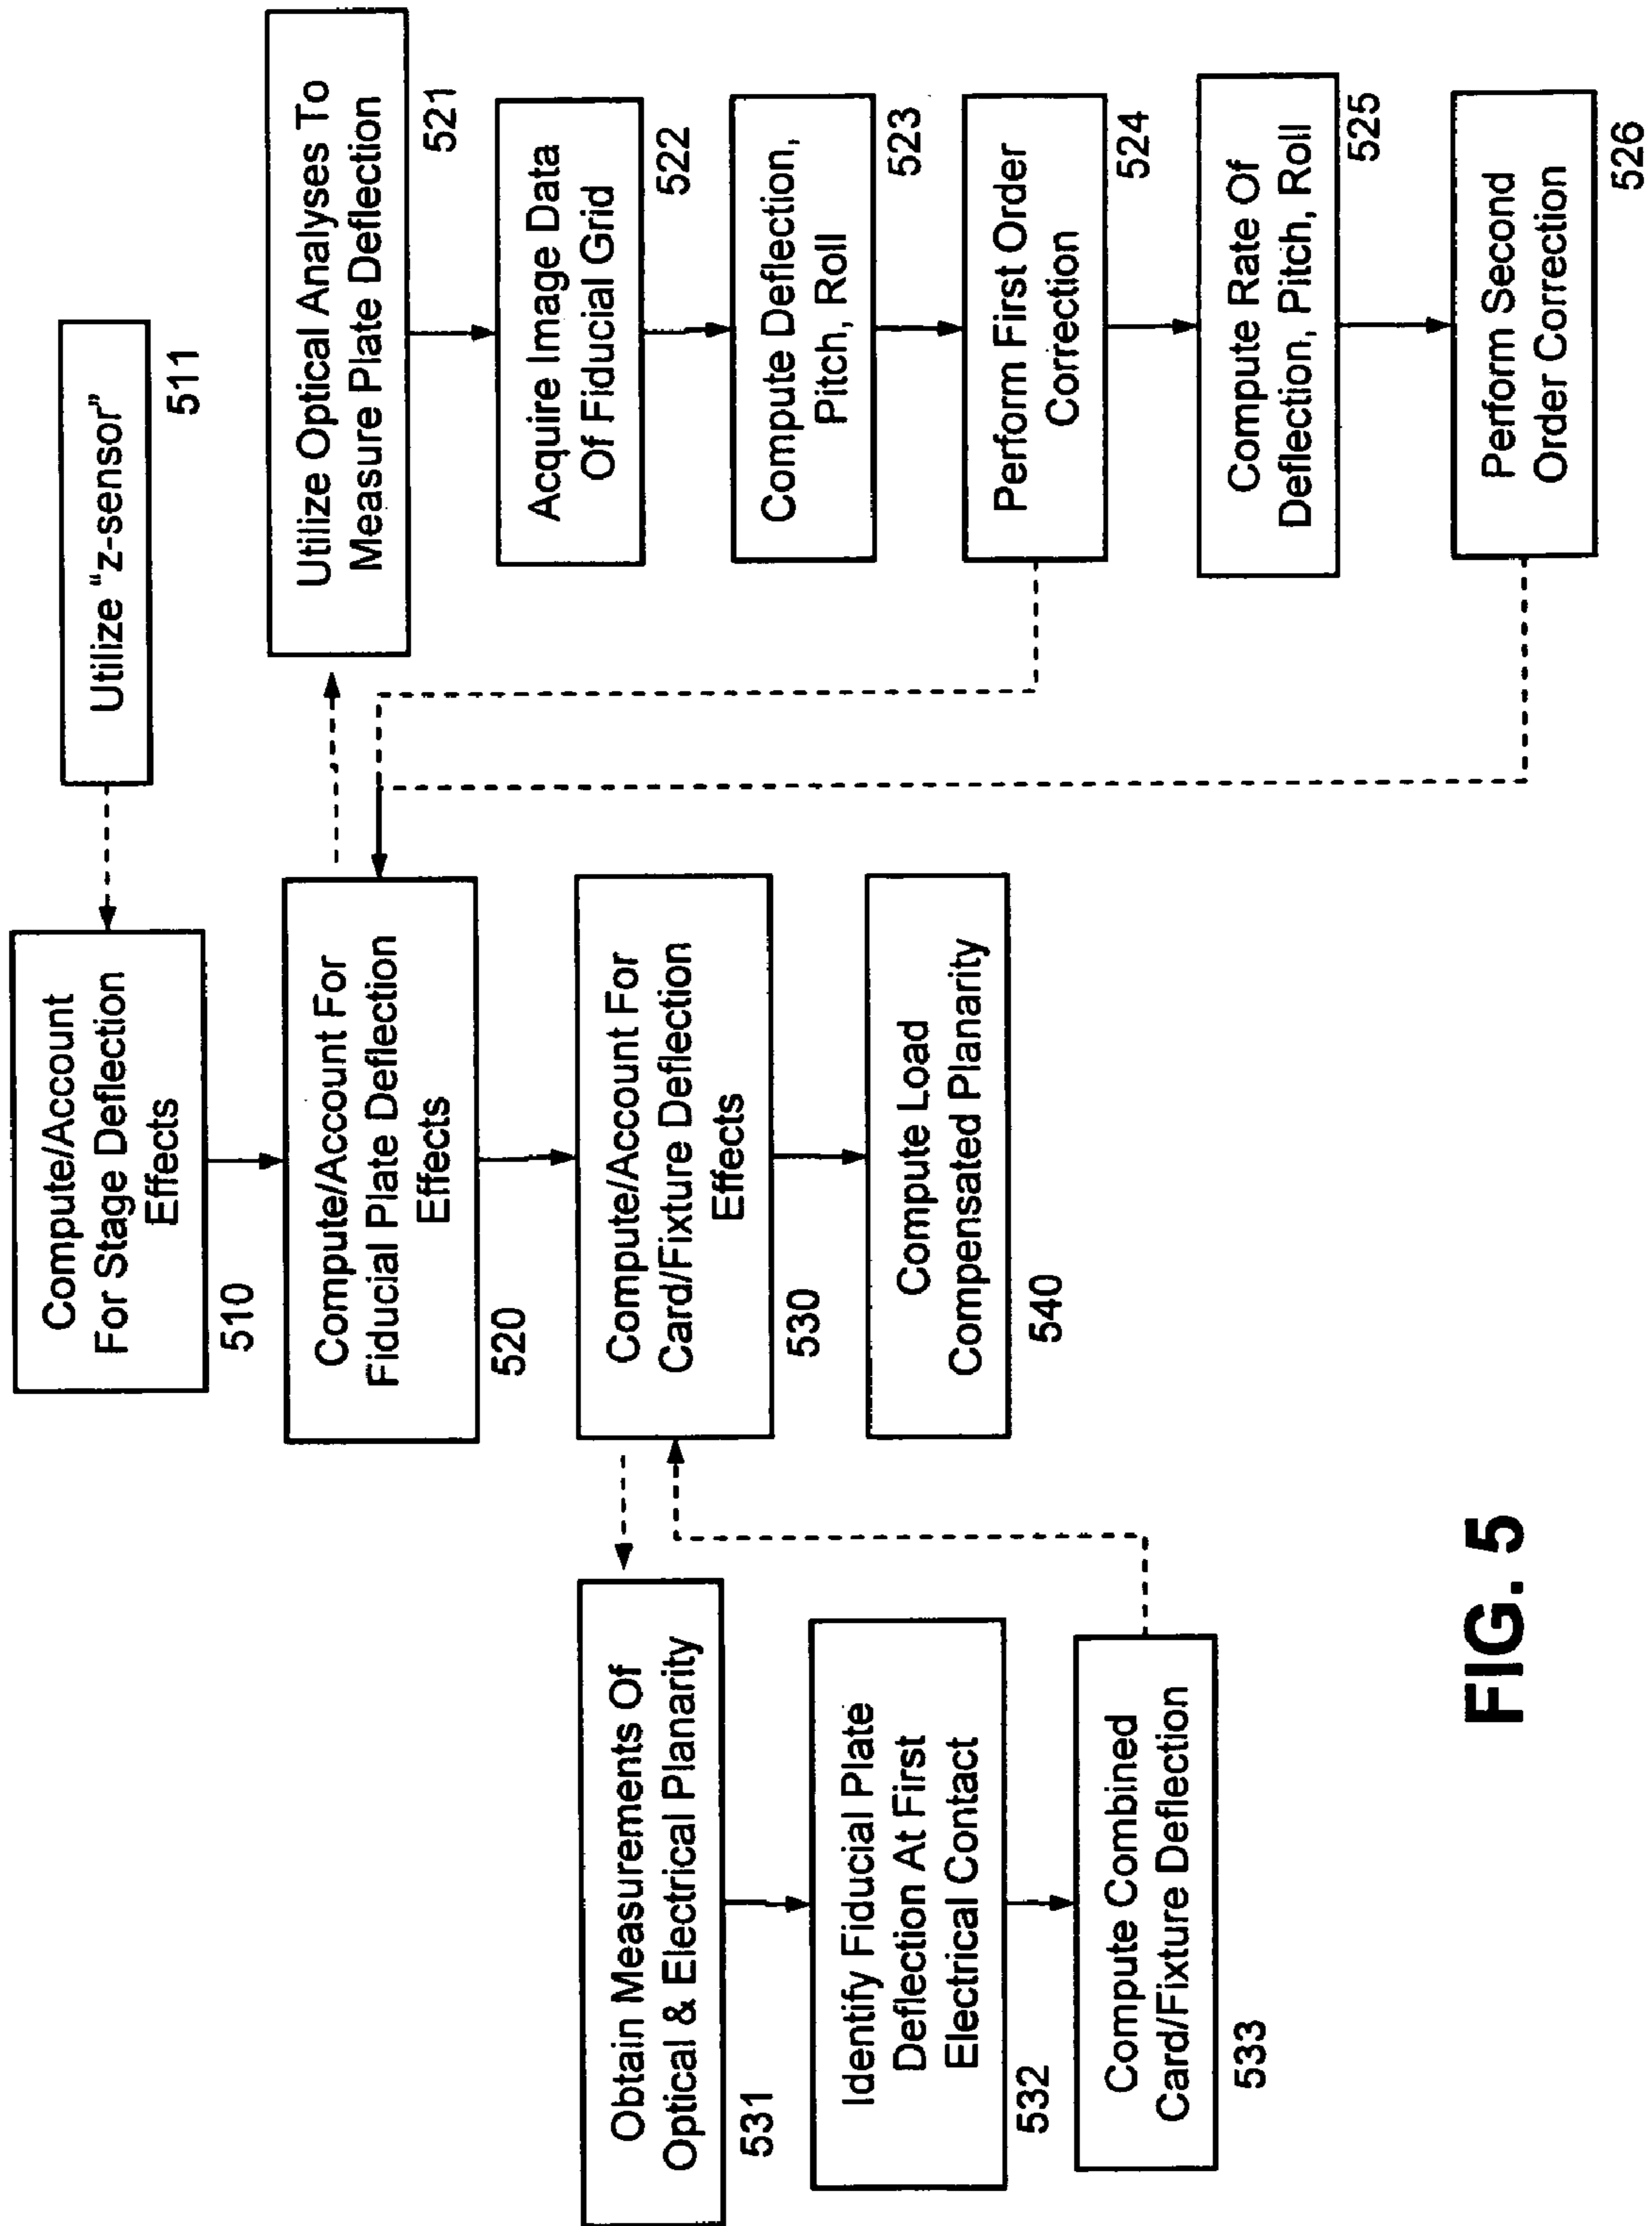 Utilize "z-sensor"
511
Compute/Account
For Stage Deflection
Effects
510
Utilize Optical Analyses To
Measure Plate Deflection
521
Compute/Account For
Fiducial Plate Deflection
Effects
520
Acquire Image Data
Of Fiducial Grid
522
Compute Deflection,
Pitch, Roll
523
Perform First Order
Correction
524
Compute Rate Of
Deflection, Pitch, Roll
525
Perform Second
Order Correction
526
Compute/Account For
Card/Fixture Deflection
Effects
530
Compute Load
Compensated Planarity
540
Obtain Measurements Of
Optical & Electrical Planarity
531
Identify Fiducial Plate
Deflection At First
Electrical Contact
532
Compute Combined
Card/Fixture Deflection
533
FIG. 5